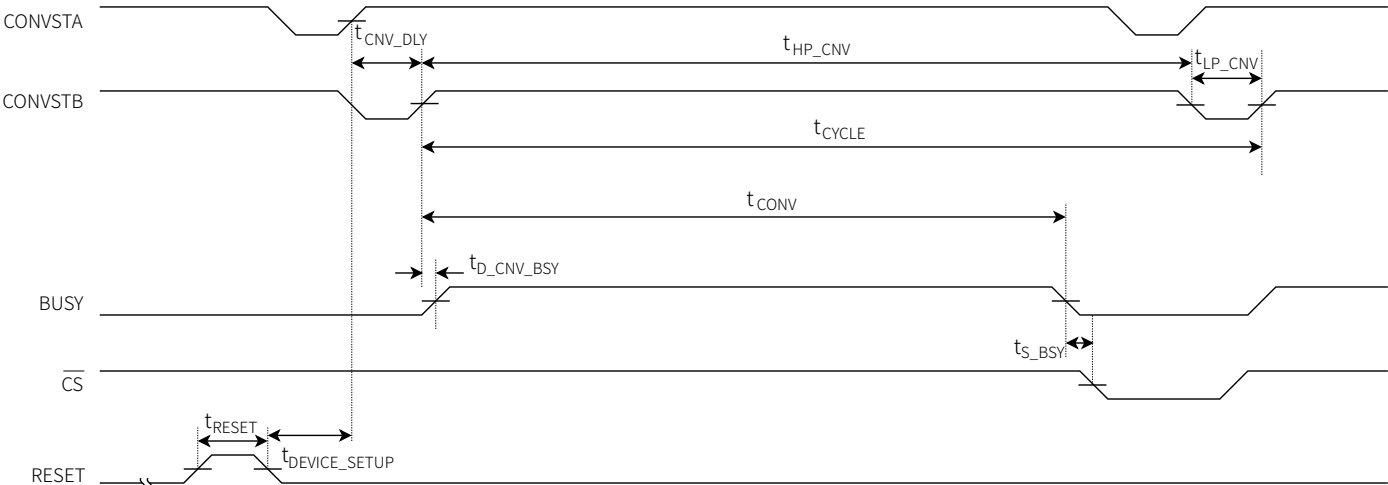 CONVSTA
tCNV_DLY
tHP_CNV
tLP_CNV
CONVSTB
tCYCLE
tCONV
tD_CNV_BSY
BUSY
tS_BSY
CS
tRESET
tDEVICE_SETUP
RESET